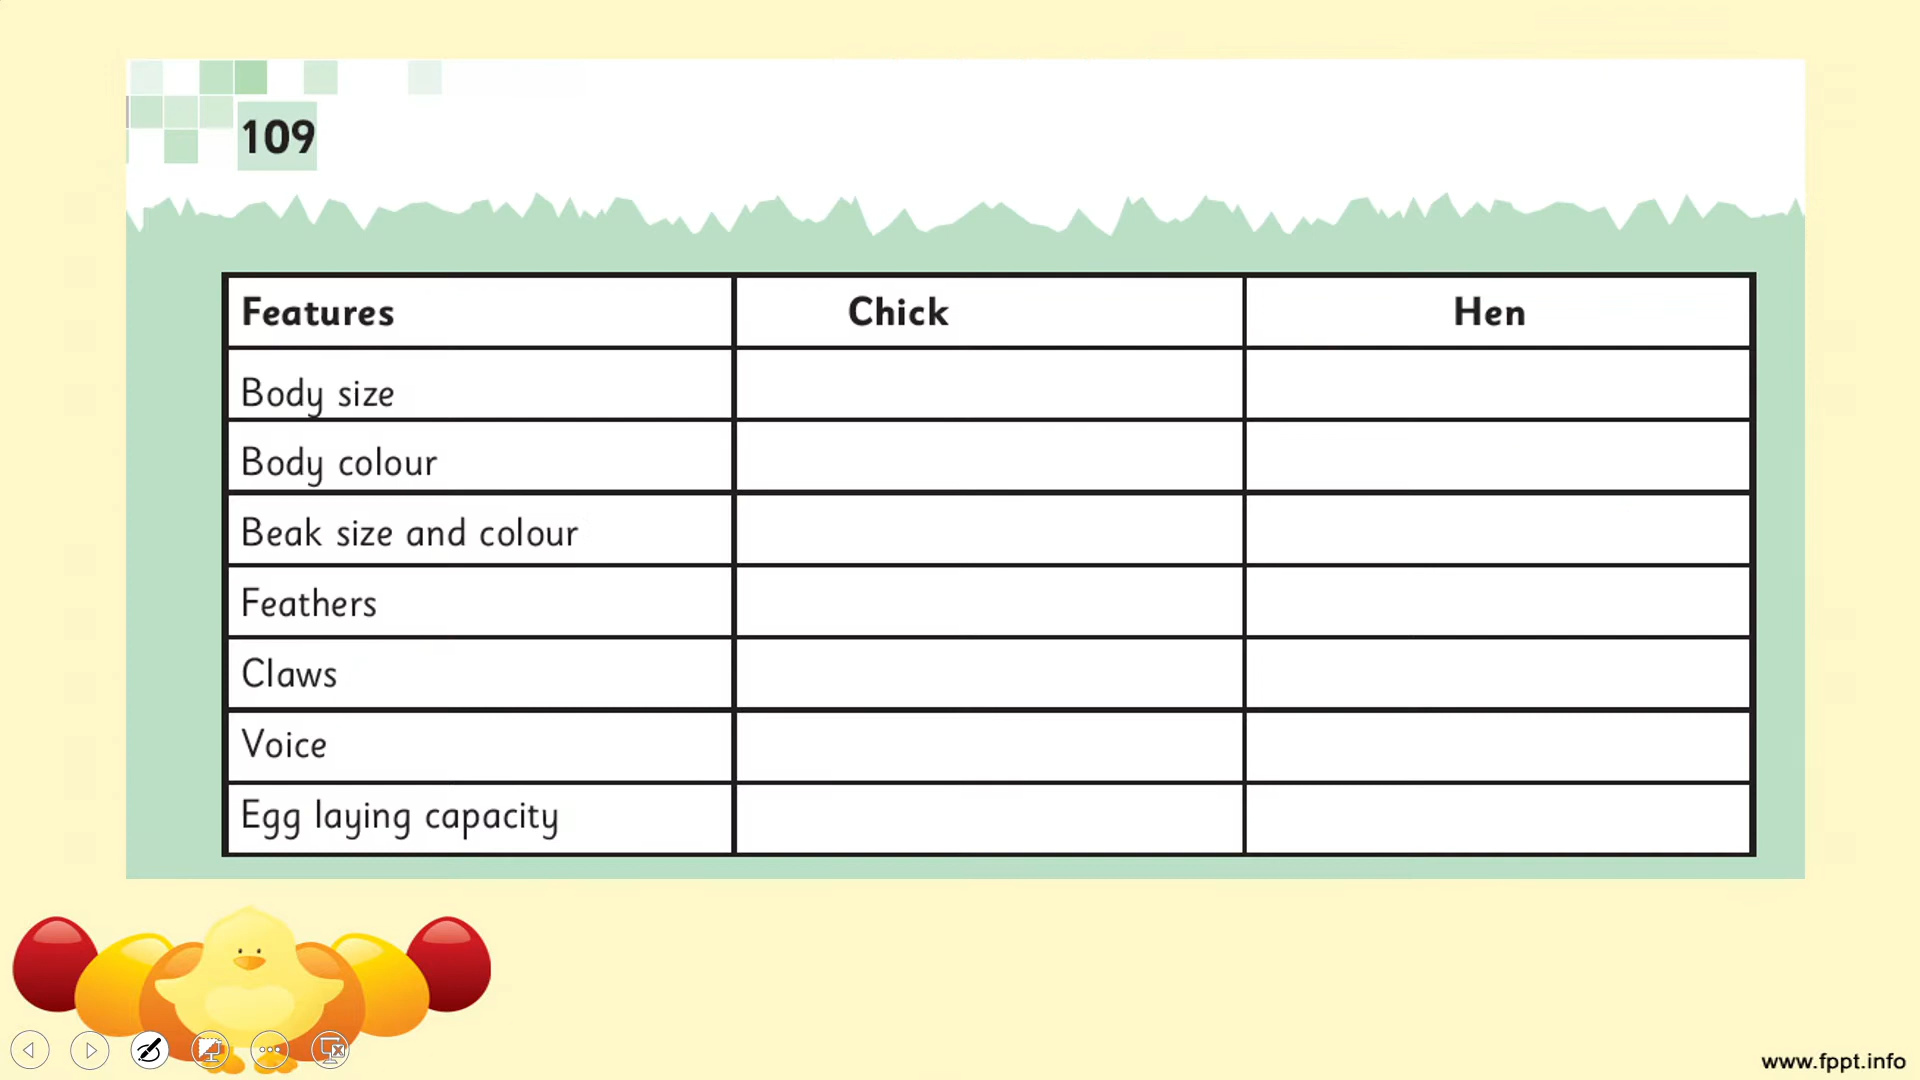 109
Features Chick Hen
Body size
Body colour
Beak size and colour
Feathers
Claws
Voice
Egg laying capacity
www.fppt.info